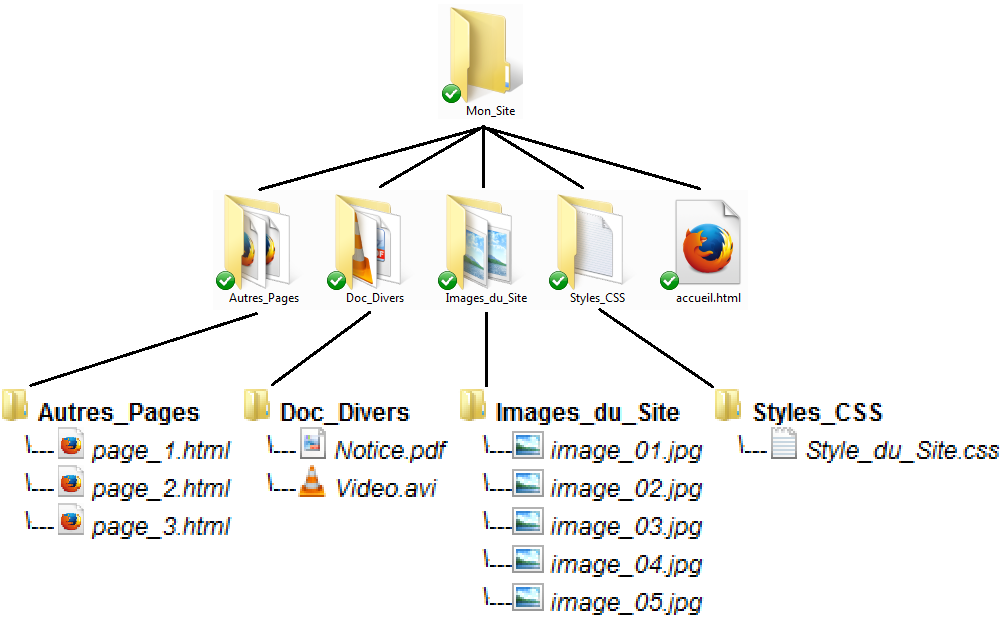 Mon_Site
Autres_Pages
Doc_Divers
Images_du_Site
Styles_CSS
accueil.html
Autres_Pages
page_1.html
page_2.html
page_3.html
Doc_Divers
Notice.pdf
Video.avi
Images_du_Site
image_01.jpg
image_02.jpg
image_03.jpg
image_04.jpg
image_05.jpg
Styles_CSS
Style_du_Site.css